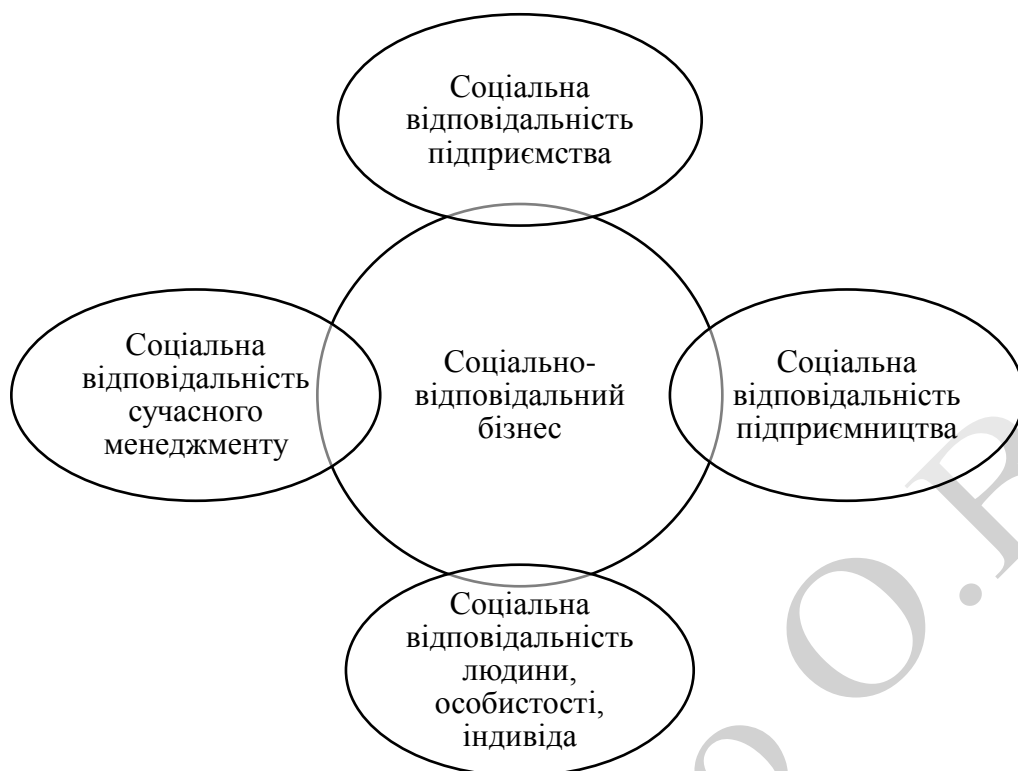 Соціальна
відповідальність
підприємства
Соціальна
відповідальність
сучасного
менеджменту
Соціально-
відповідальний
бізнес
Соціальна
відповідальність
підприємництва
Соціальна
відповідальність
людини,
особистості,
індивіда